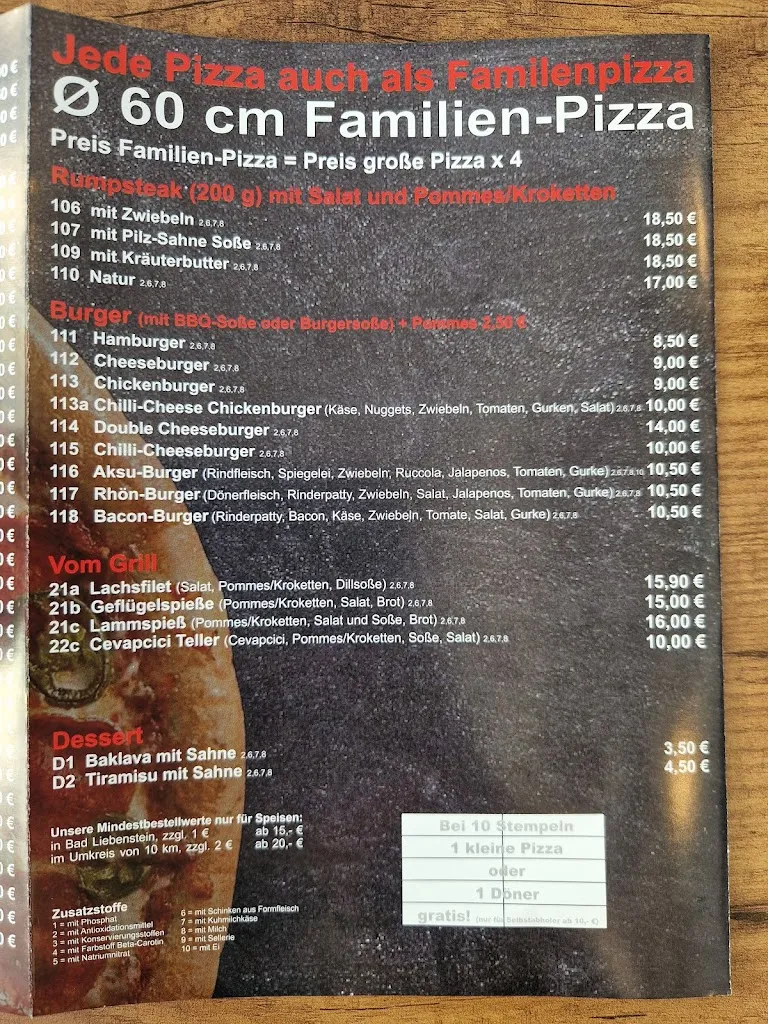 Jede Pizza auch als Familenpizza
Ø 60 cm Familien-Pizza
Preis Familien-Pizza = Preis große Pizza x 4
Rumpsteak (200 g) mit Salat und Pommes/Kroketten
106 mit Zwiebeln 2,6,7,8 18,50 €
107 mit Pilz-Sahne Soße 2,6,7,8 18,50 €
109 mit Kräuterbutter 2,6,7,8 18,50 €
110 Natur 2,6,7,8 17,00 €
Burger (mit BBQ-Soße oder Burgersoße) + Pommes 2,50 €
111 Hamburger 2,6,7,8 8,50 €
112 Cheeseburger 2,6,7,8 9,00 €
113 Chickenburger 2,6,7,8 9,00 €
113a Chilli-Cheese Chickenburger (Käse, Nuggets, Zwiebeln, Tomaten, Gurken, Salat) 2,6,7,8 10,00 €
114 Double Cheeseburger 2,6,7,8 14,00 €
115 Chilli-Cheeseburger 2,6,7,8 10,00 €
116 Aksu-Burger (Rindfleisch, Spiegelei, Zwiebeln, Ruccola, Jalapenos, Tomaten, Gurke) 2,6,7,8,10 10,50 €
117 Rhön-Burger (Dönerfleisch, Rinderpatty, Zwiebeln, Salat, Jalapenos, Tomaten, Gurke) 2,6,7,8 10,50 €
118 Bacon-Burger (Rinderpatty, Bacon, Käse, Zwiebeln, Tomate, Salat, Gurke) 2,6,7,8 10,50 €
Vom Grill
21a Lachsfilet (Salat, Pommes/Kroketten, Dillsoße) 2,6,7,8 15,90 €
21b Geflügelspieße (Pommes/Kroketten, Salat, Brot) 2,6,7,8 15,00 €
21c Lammspieß (Pommes/Kroketten, Salat und Soße, Brot) 2,6,7,8 16,00 €
22c Cevapcici Teller (Cevapcici, Pommes/Kroketten, Soße, Salat) 2,6,7,8 10,00 €
Dessert
D1 Baklava mit Sahne 2,6,7,8 3,50 €
D2 Tiramisu mit Sahne 2,6,7,8 4,50 €
Unsere Mindestbestellwerte nur für Speisen:
in Bad Liebenstein, zzgl. 1 € ab 15,- €
im Umkreis von 10 km, zzgl. 2 € ab 20,- €
Bei 10 Stempeln
1 kleine Pizza
oder
1 Döner
gratis! (nur für Selbstabhohler ab 10,- €)
Zusatzstoffe
1 = mit Phosphat
2 = mit Antioxidationsmittel
3 = mit Konservierungsstoffen
4 = mit Farbstoff Beta-Carotin
5 = mit Natriumnitrat
6 = mit Schinken aus Formfleisch
7 = mit Kuhmilchkäse
8 = mit Milch
9 = mit Sellerie
10 = mit Ei